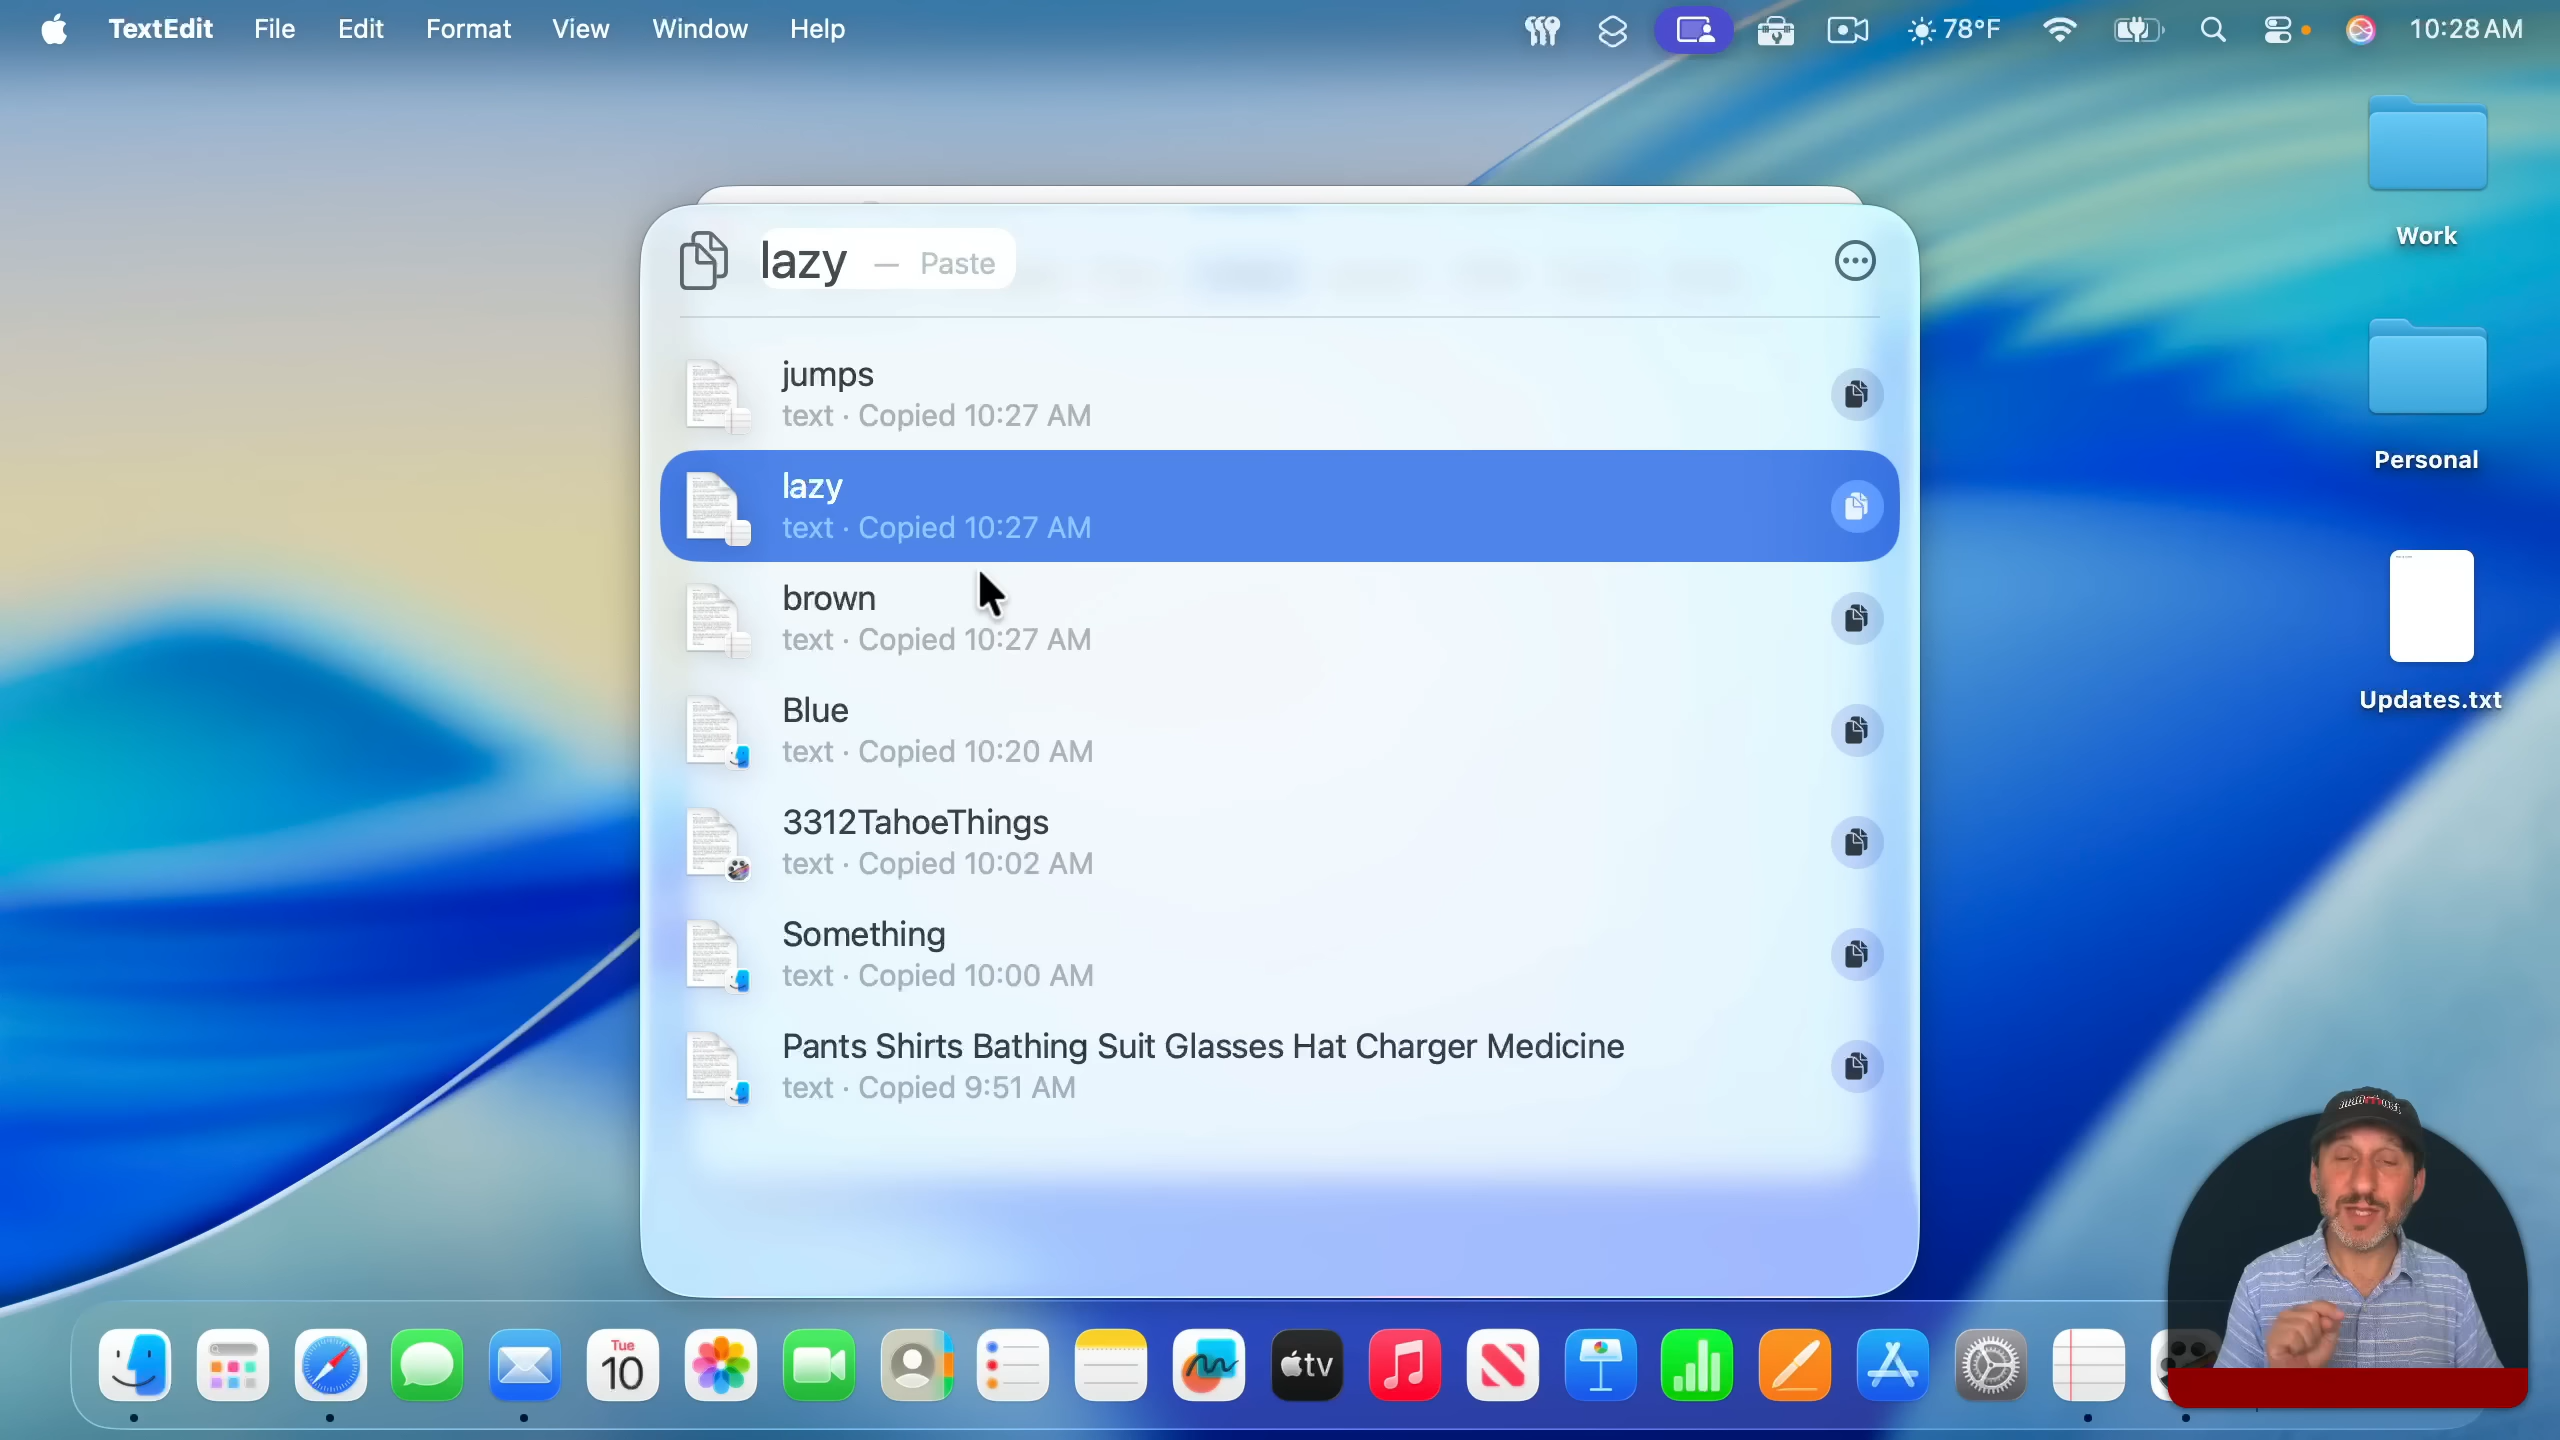 TextEdit File Edit Format View Window Help 78°F 10:28 AM
lazy — Paste
jumps
text · Copied 10:27 AM
lazy
text · Copied 10:27 AM
brown
text · Copied 10:27 AM
Blue
text · Copied 10:20 AM
3312TahoeThings
text · Copied 10:02 AM
Something
text · Copied 10:00 AM
Pants Shirts Bathing Suit Glasses Hat Charger Medicine
text · Copied 9:51 AM
Work
Personal
Updates.txt
Tue
10
tv